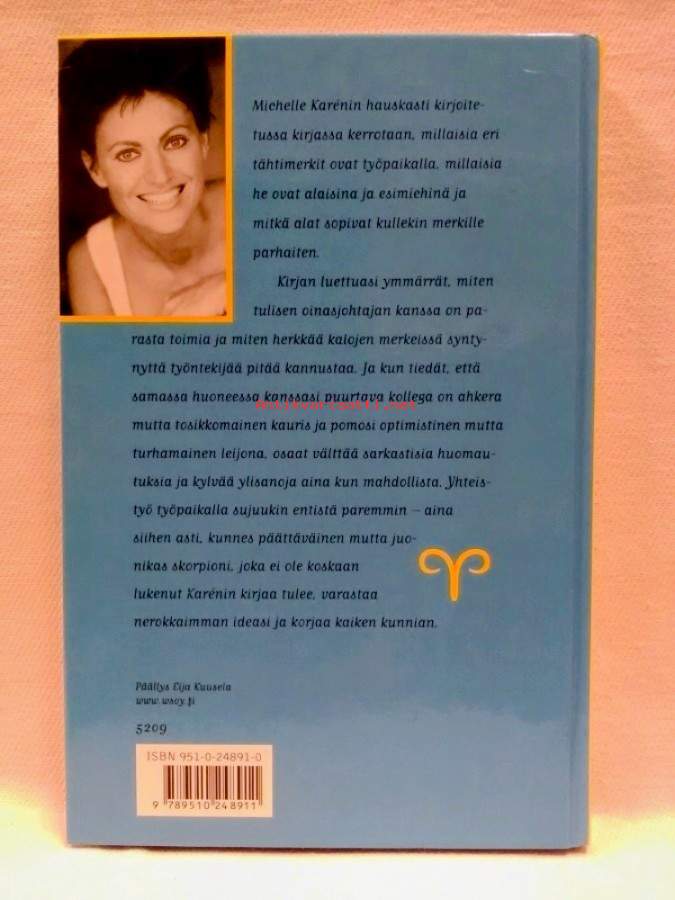 Michelle Karénin hauskasti kirjoite-
tussa kirjassa kerrotaan, millaisia eri
tähtimerkit ovat työpaikalla, millaisia
he ovat alaisina ja esimiehinä ja
mitkä alat sopivat kullekin merkille
parhaiten.
Kirjan luettuasi ymmärrät, miten
tulisen oinasjohtajan kanssa on pa-
rasta toimia ja miten herkkää kalojen merkeissä synty-
nyttä työntekijää pitää kannustaa. Ja kun tiedät, että
samassa huoneessa kanssasi puurtava kollega on ahkera
Antikvariaatti.net
mutta tosikkomainen kauris ja pomosi optimistinen mutta
turhamainen leijona, osaat välttää sarkastisia huomau-
tuksia ja kylvää ylisanoja aina kun mahdollista. Yhteis-
työ työpaikalla sujuukin entistä paremmin – aina
siihen asti, kunnes päättäväinen mutta juo-
nikas skorpioni, joka ei ole koskaan
lukenut Karénin kirjaa tulee, varastaa
nerokkaimman ideasi ja korjaa kaiken kunnian.
Päällys Eija Kuusela
www.wsoy.fi
5209
ISBN 951-0-24891-0
9 789510 248911